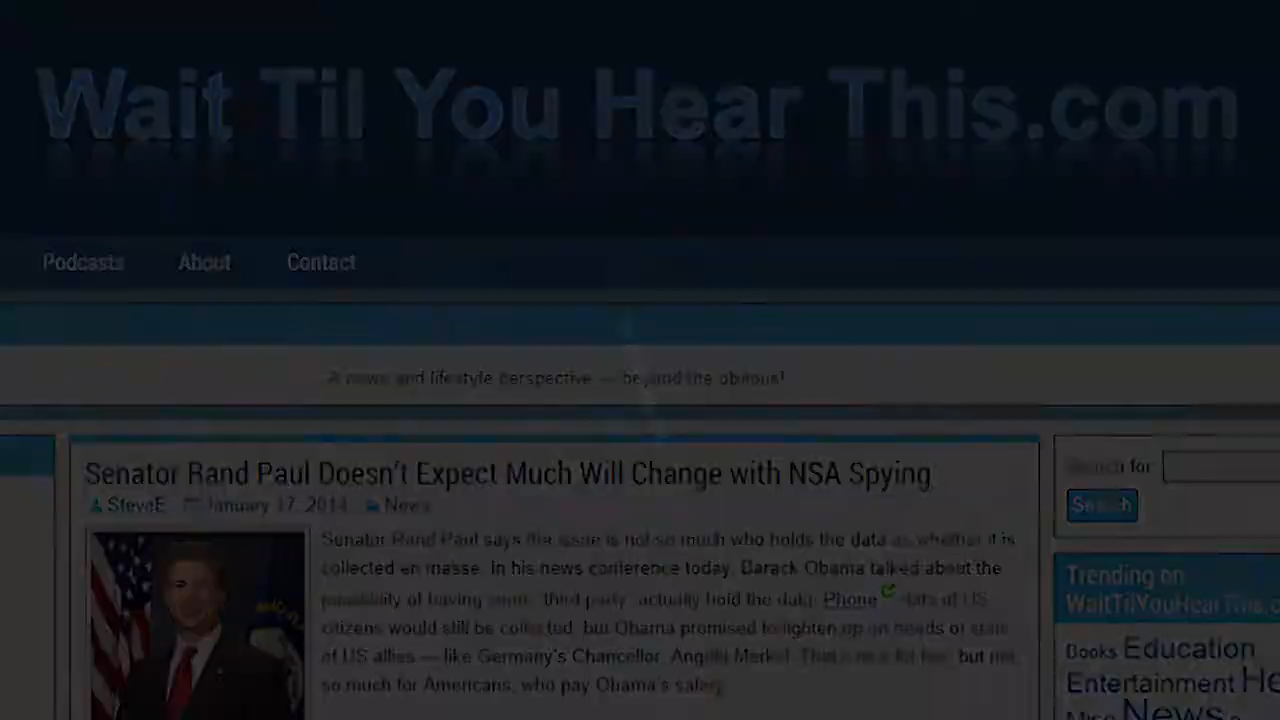 Wait Til You Hear This.com
Podcasts About Contact
A news and lifestyle perspective — beyond the obvious!
Senator Rand Paul Doesn't Expect Much Will Change with NSA Spying
SteveE January 17, 2014 News
Senator Rand Paul says the issue is not so much who holds the data as whether it is
collected en masse. In his news conference today, Barack Obama talked about the
possibility of having some "third party" actually hold the data. Phone data of US
citizens would still be collected, but Obama promised to tighten up on heads of state
of US allies — like Germany's Chancellor, Angela Merkel. That's nice for her, but not
so much for Americans, who pay Obama's salary.
Search for
Search
Trending on
WaitTilYouHearThis.c
Books Education
Entertainment He
Misc News